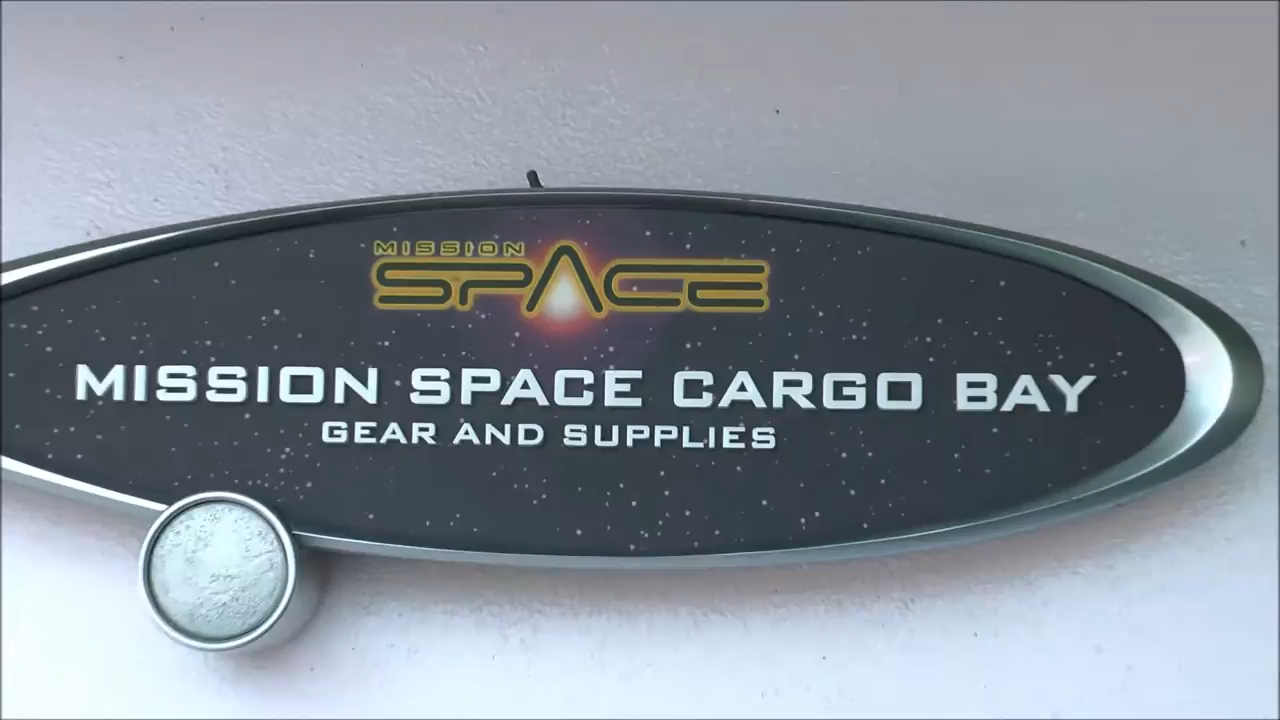 MISSION
SPACE
MISSION SPACE CARGO BAY
GEAR AND SUPPLIES